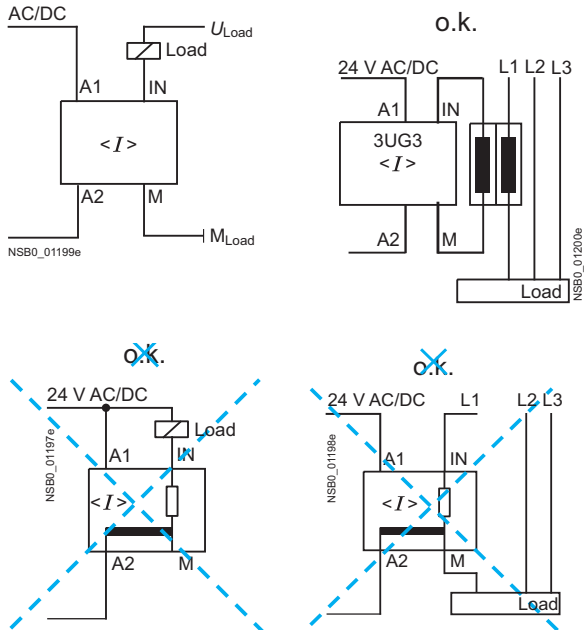 AC/DC
U Load
Load
A1
IN
<I>
A2
M
M Load
NSB0_01199e
o.k.
24 V AC/DC
L1 L2 L3
A1
IN
3UG3
<I>
A2
M
Load
NSB0_01200e
o.k.
24 V AC/DC
Load
A1
IN
<I>
A2
M
NSB0_01197e
o.k.
24 V AC/DC
L1
L2 L3
A1
IN
<I>
A2
M
Load
NSB0_01198e